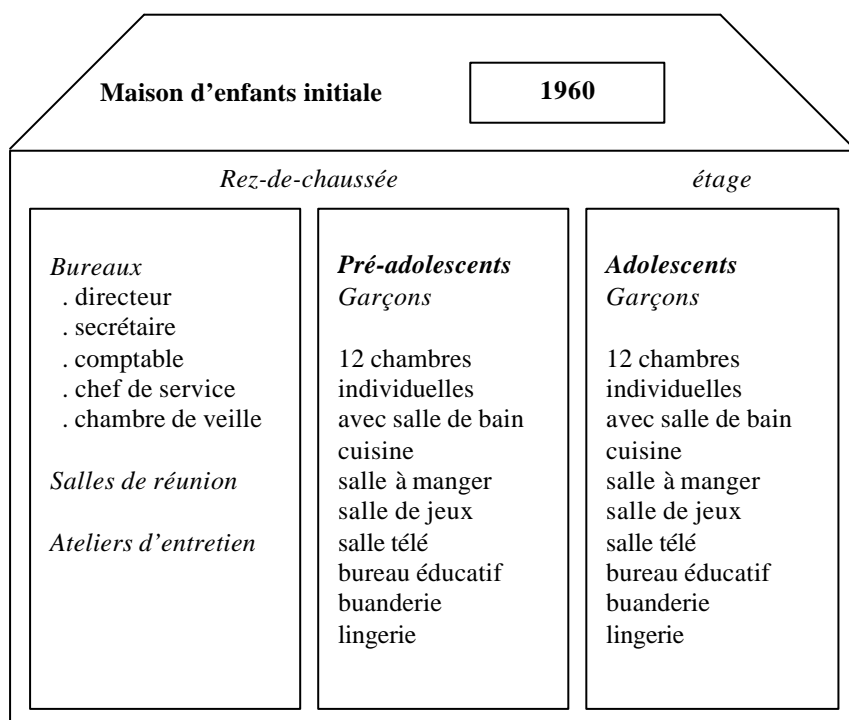 Maison d’enfants initiale
1960
Rez-de-chaussée
étage
Bureaux
. directeur
. secrétaire
. comptable
. chef de service
. chambre de veille
Salles de réunion
Ateliers d’entretien
Pré-adolescents
Garçons
12 chambres
individuelles
avec salle de bain
cuisine
salle à manger
salle de jeux
salle télé
bureau éducatif
buanderie
lingerie
Adolescents
Garçons
12 chambres
individuelles
avec salle de bain
cuisine
salle à manger
salle de jeux
salle télé
bureau éducatif
buanderie
lingerie